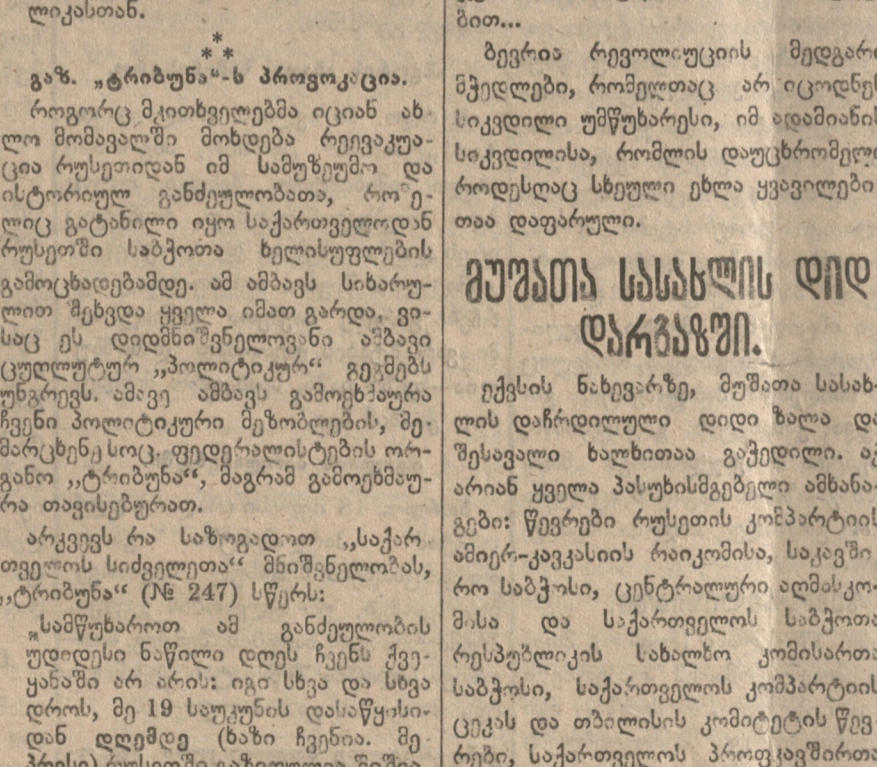 ლიკასთან.
*
* *
გაზ. „ტრიბუნა“-ს პროვოკაცია.
როგორც მკითხველებმა იციან ახ-
ლო მომავალში მოხდება რეევაკუა-
ცია რუსეთიდან იმ სამუზეუმო და
ისტორიულ განძეულობათა,
ლიც გატანილი იყო საქართველოდან
რუსეთში საბჭოთა ხელისუფლების
გამოცხადებამდე. ამ ამბავს სიხარუ-
ლით შეხვდა ყველა იმათ გარდა, ვი-
საც ეს დიდმნიშვნელოვანი ამბავი
ცუღლუტურ „პოლიტიკურ“ გეგმებს
უნგრევს. ამავე ამბავს გამოეხმაურა
ჩვენი პოლიტიკური მეზობლების, მე-
მარცხენე სოც. ფედერალისტების ორ-
განო „ტრიბუნა“, მაგრამ გამოეხმაუ-
რა თავისებურათ.
არკვევს რა საზოგადოთ „საქარ
თველოს სიძველეთა“ მნიშვნელობას,
„ტრიბუნა“ (№ 247) სწერს:
„სამწუხაროთ ამ განძეულობის
უდიდესი ნაწილი დღეს ჩვენს ქვე-
ყანაში არ არის: იგი სხვა და სხვა
დროს, მე 19 საუკუნის დასაწყისი-
დან დღემდე (ხაზი ჩვენია. მე-
რუსეთში
ბით...
ბევრია რევოლიუციის მედგარი
მჭედლები, რომელთაც არ იცოდნენ
სიკვდილი უმწუხარესი, იმ ადამიანის
სიკვდილისა, რომლის დაუცხრომელი
როდესღაც სხეული ეხლა ყვავილები
თაა დაფარული.
მუშათა სასახლის დიდ
დარბაზში.
ექვსის ნახევარზე, მუშათა სასახ-
ლის დაჩრდილული დიდი ზალა და
შესავალი ხალხითაა გაჭედილი. აქ
არიან ყველა პასუხისმგებელი ამხანა-
გები: წევრები რუსეთის კომპარტიის
ამიერ-კავკასიის რაიკომისა, საკავში
რო საბჭოსი, ცენტრალური აღმასკო-
მისა და საქართველოს საბჭოთა
რესპუბლიკის სახალხო კომისართა
საბჭოსი, საქართველოს კომპარტიის
ცეკას და თბილისის კომიტეტის წევ-
რები, საქართველოს პროფკავშირთა